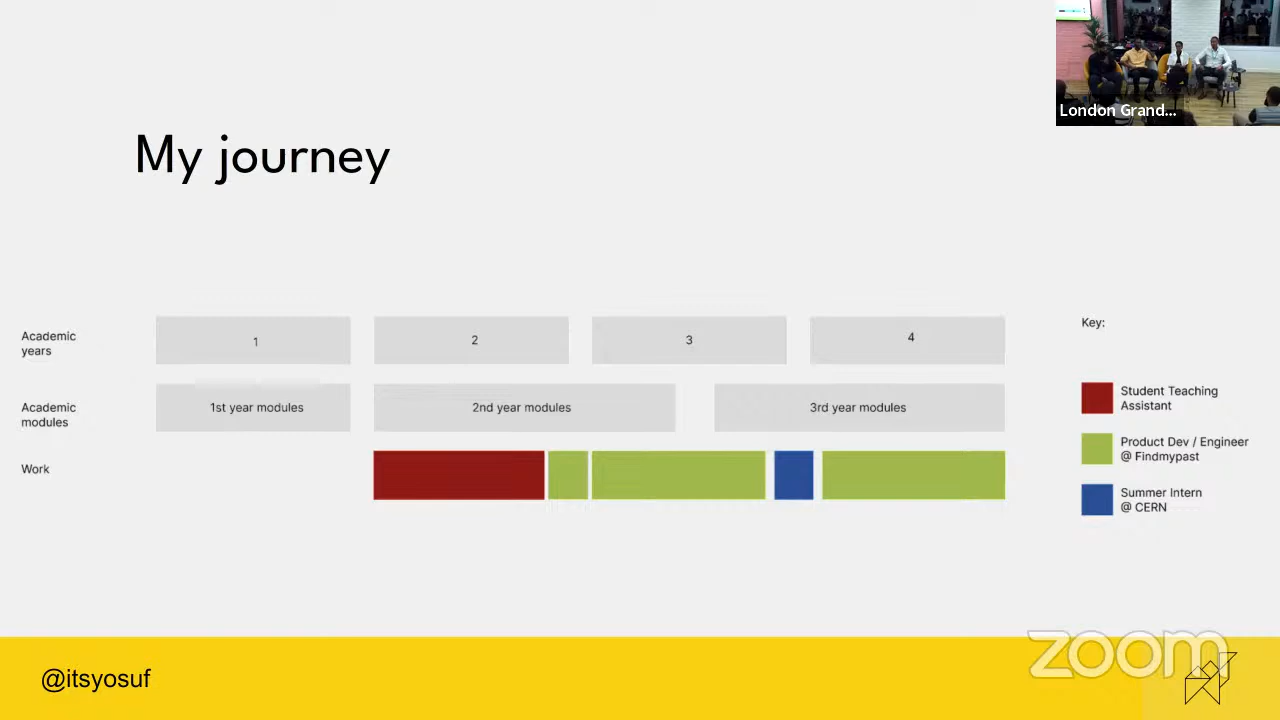 London Grand...
My journey
Academic years
1
2
3
4
Academic modules
1st year modules
2nd year modules
3rd year modules
Work
Key:
Student Teaching
Assistant
Product Dev / Engineer
@ Findmypast
Summer Intern
@ CERN
@itsyosuf
zoom